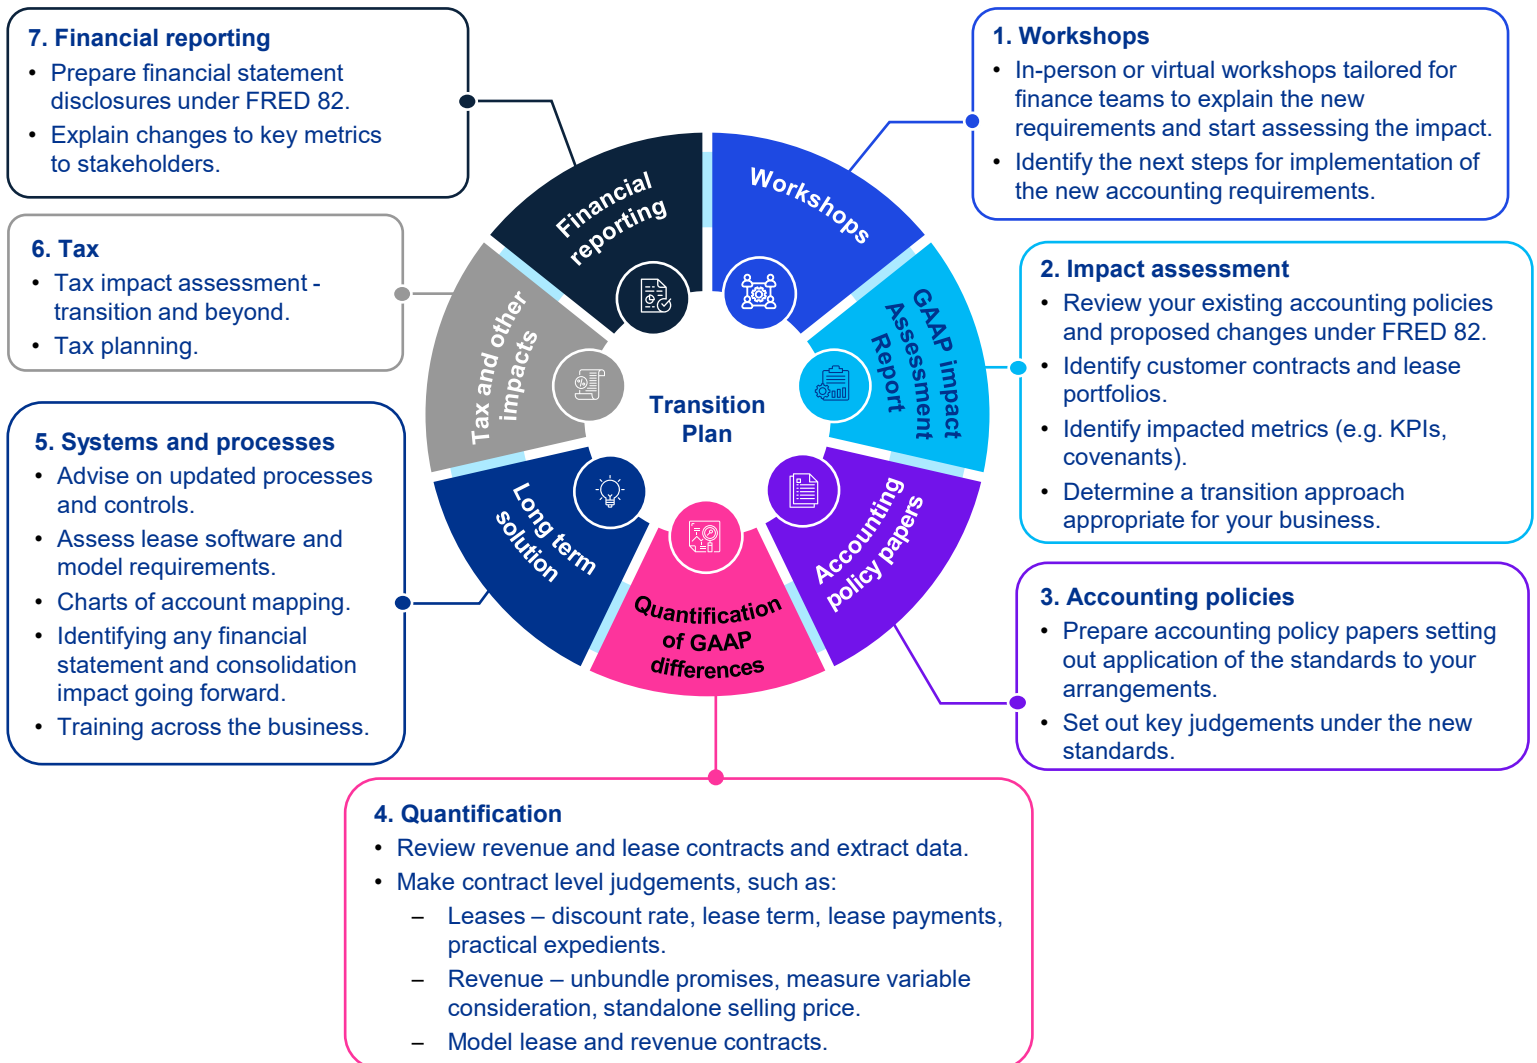 1. Workshops
• In-person or virtual workshops tailored for
finance teams to explain the new
requirements and start assessing the impact.
• Identify the next steps for implementation of
the new accounting requirements.
2. Impact assessment
• Review your existing accounting policies
and proposed changes under FRED 82.
• Identify customer contracts and lease
portfolios.
• Identify impacted metrics (e.g. KPIs,
covenants).
• Determine a transition approach
appropriate for your business.
3. Accounting policies
• Prepare accounting policy papers setting
out application of the standards to your
arrangements.
• Set out key judgements under the new
standards.
4. Quantification
• Review revenue and lease contracts and extract data.
• Make contract level judgements, such as:
– Leases – discount rate, lease term, lease payments,
practical expedients.
– Revenue – unbundle promises, measure variable
consideration, standalone selling price.
– Model lease and revenue contracts.
5. Systems and processes
• Advise on updated processes
and controls.
• Assess lease software and
model requirements.
• Charts of account mapping.
• Identifying any financial
statement and consolidation
impact going forward.
• Training across the business.
6. Tax
• Tax impact assessment -
transition and beyond.
• Tax planning.
7. Financial reporting
• Prepare financial statement
disclosures under FRED 82.
• Explain changes to key metrics
to stakeholders.
Transition
Plan
Workshops
GAAP impact
Assessment
Report
Accounting
policy papers
Quantification
of GAAP
differences
Long term
solution
Tax and other
impacts
Financial
reporting